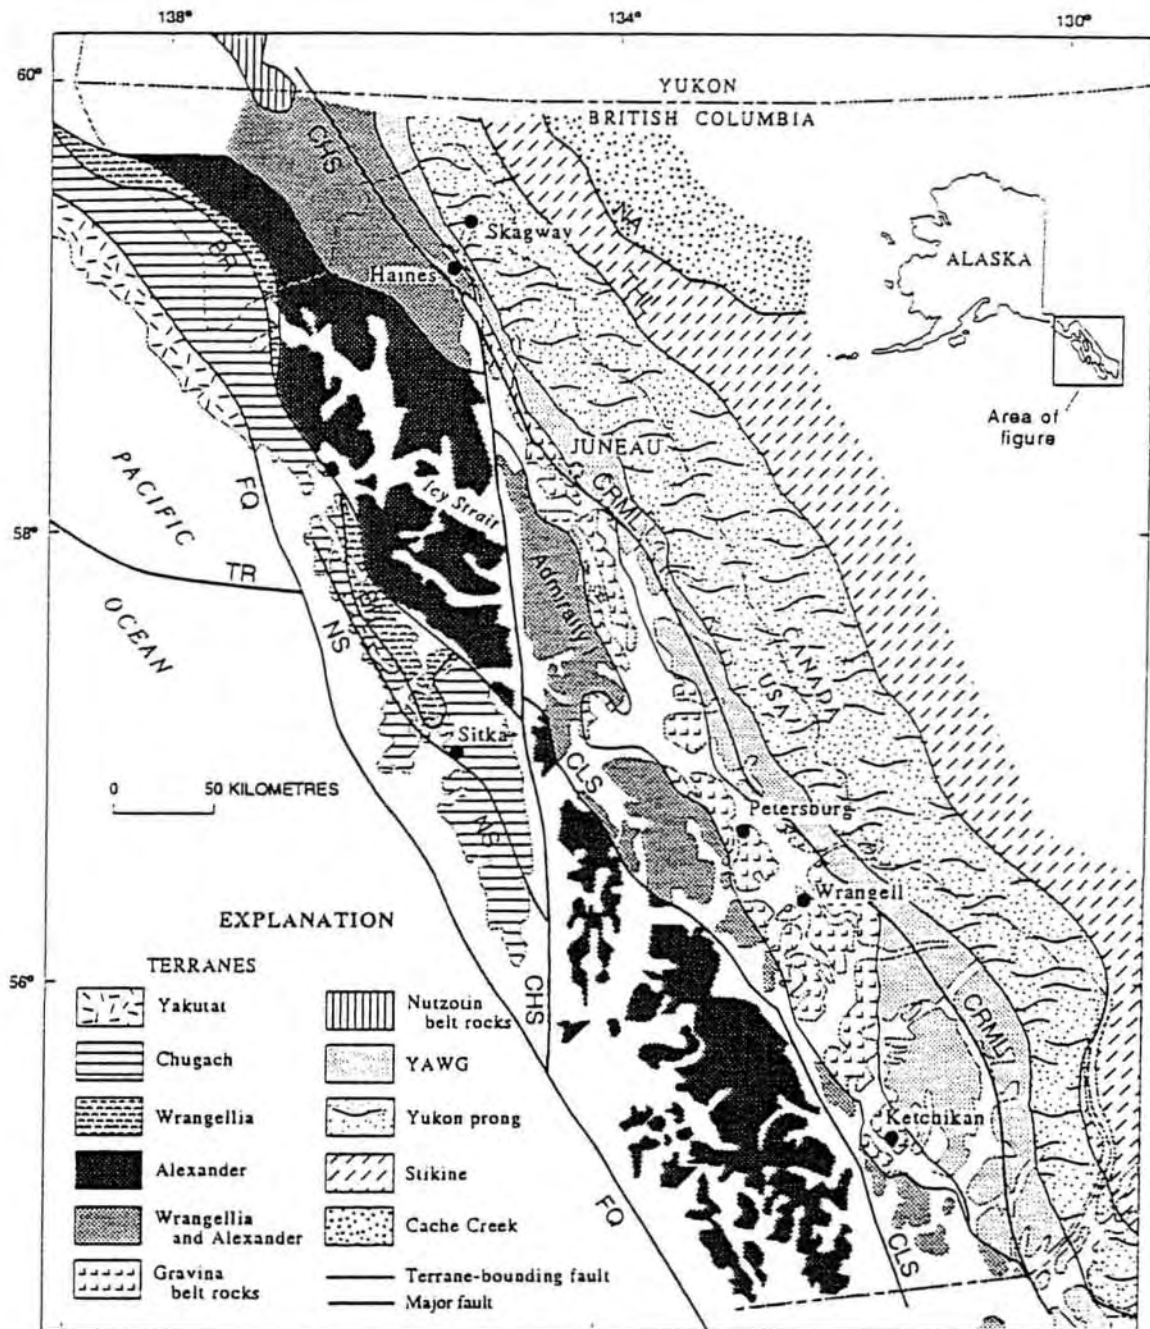 138°
134°
130°
60°
YUKON
BRITISH COLUMBIA
CHS
NA
Skagway
ALASKA
BR
Haines
TH
Area of
figure
JUNEAU
PACIFIC
FQ
Icy Strait
CRML
58°
TR
OCEAN
NS
Admiralty I
CANADA
USA
Sitka
CLS
0 50 KILOMETRES
Petersburg
NS
Wrangell
EXPLANATION
TERRANES
56°
CHS
CRML
Yakutat
Nutzotin
belt rocks
Chugach
YAWG
Wrangellia
Yukon prong
Ketchikan
Alexander
Stikine
FQ
Wrangellia
and Alexander
Cache Creek
CLS
Gravina
belt rocks
Terrane-bounding fault
Major fault